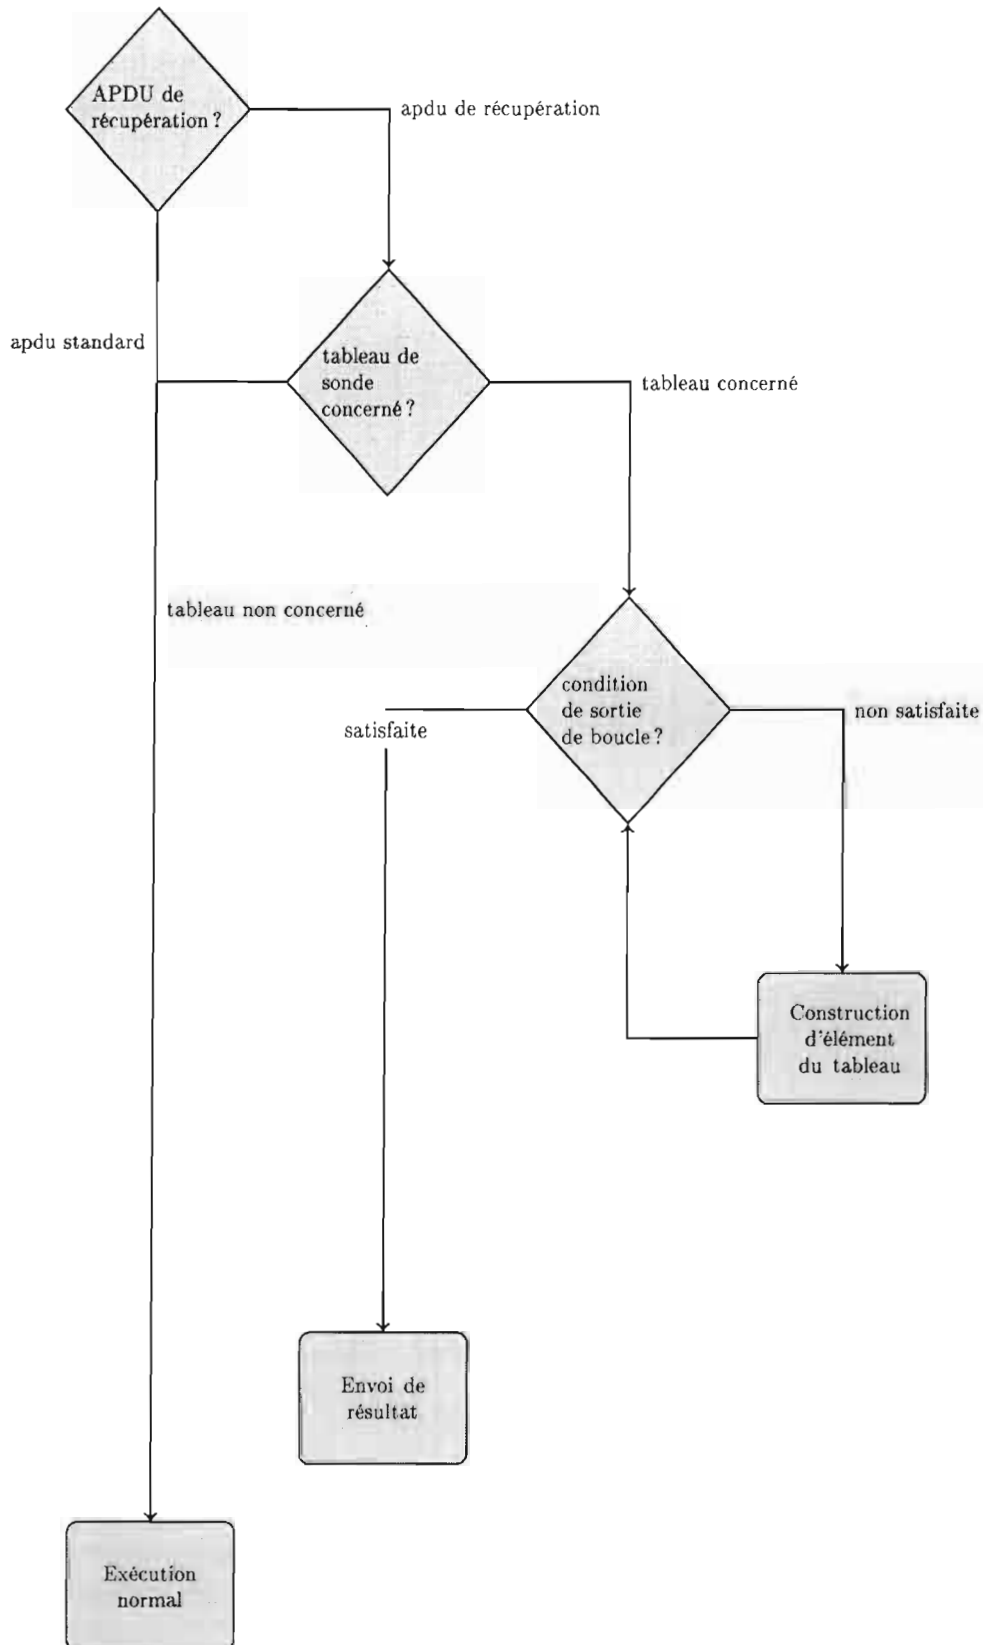 APDU de
récupération ?
apdu de récupération
apdu standard
tableau de
sonde
concerné ?
tableau concerné
tableau non concerné
condition
de sortie
de boucle ?
satisfaite
non satisfaite
Construction
d'élément
du tableau
Envoi de
résultat
Exécution
normal